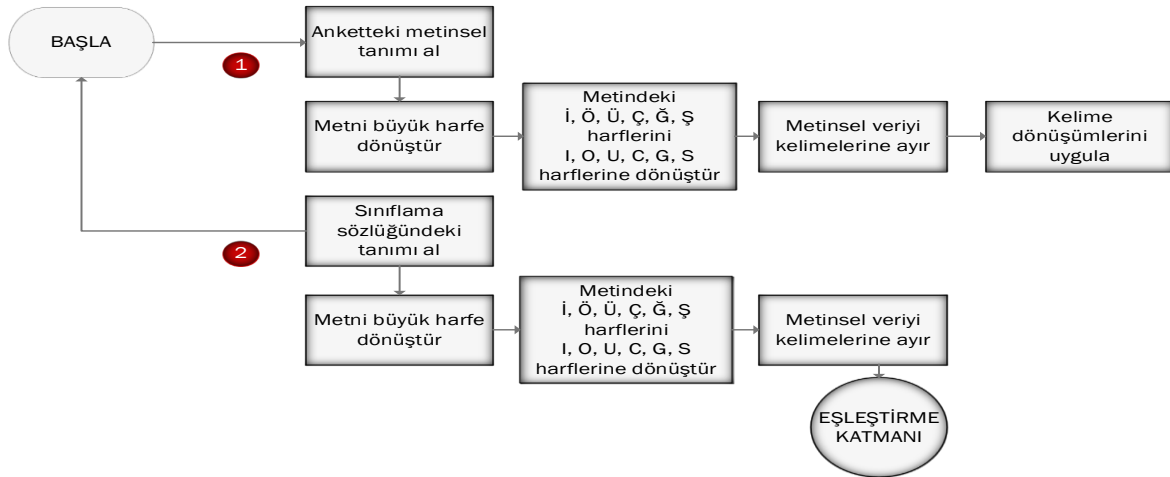 BAŞLA
1
Anketteki metinsel
tanımı al
Metni büyük harfe
dönüştür
Metindeki
İ, Ö, Ü, Ç, Ğ, Ş
harflerini
I, O, U, C, G, S
harflerine dönüştür
Metinsel veriyi
kelimelerine ayır
Kelime
dönüşümlerini
uygula
2
Sınıflama
sözlüğündeki
tanımı al
Metni büyük harfe
dönüştür
Metindeki
İ, Ö, Ü, Ç, Ğ, Ş
harflerini
I, O, U, C, G, S
harflerine dönüştür
Metinsel veriyi
kelimelerine ayır
EŞLEŞTİRME
KATMANI